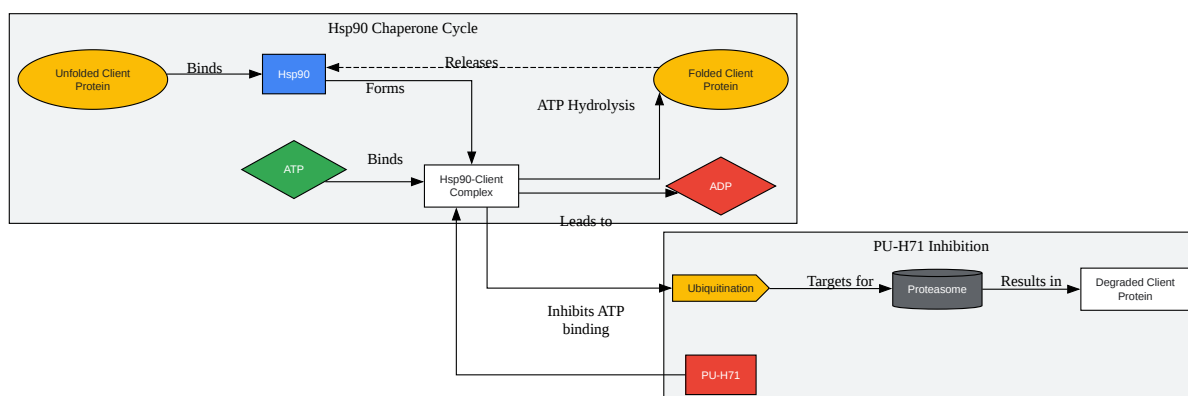 Hsp90 Chaperone Cycle
Unfolded Client
Protein
Binds
Hsp90
Releases
Forms
Folded Client
Protein
ATP Hydrolysis
ATP
Binds
Hsp90-Client
Complex
ADP
Leads to
PU-H71 Inhibition
Ubiquitination
Targets for
Proteasome
Results in
Degraded Client
Protein
Inhibits ATP
binding
PU-H71